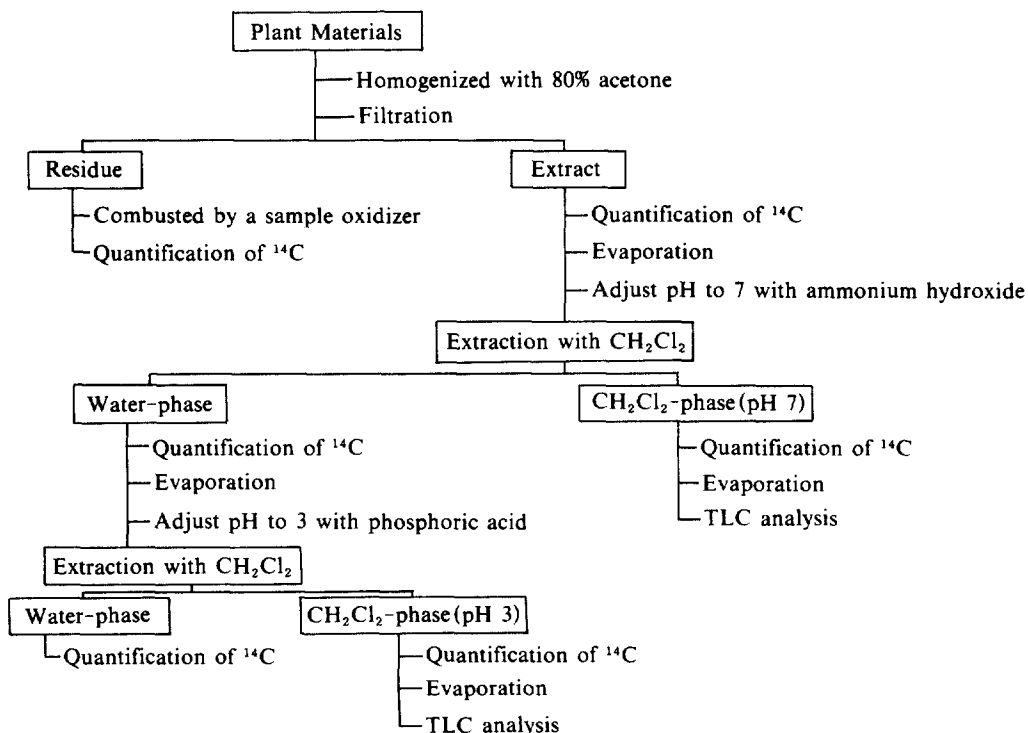 Plant Materials
Homogenized with 80% acetone
Filtration
Residue
Combusted by a sample oxidizer
Quantification of ¹⁴C
Extract
Quantification of ¹⁴C
Evaporation
Adjust pH to 7 with ammonium hydroxide
Extraction with CH₂Cl₂
Water-phase
Quantification of ¹⁴C
Evaporation
Adjust pH to 3 with phosphoric acid
CH₂Cl₂-phase(pH 7)
Quantification of ¹⁴C
Evaporation
TLC analysis
Extraction with CH₂Cl₂
Water-phase
Quantification of ¹⁴C
CH₂Cl₂-phase(pH 3)
Quantification of ¹⁴C
Evaporation
TLC analysis